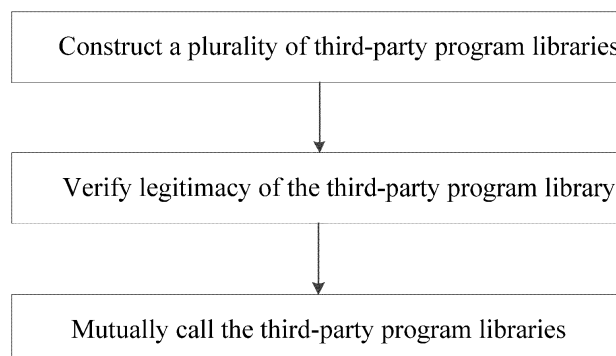 Construct a plurality of third-party program libraries
Verify legitimacy of the third-party program library
Mutually call the third-party program libraries